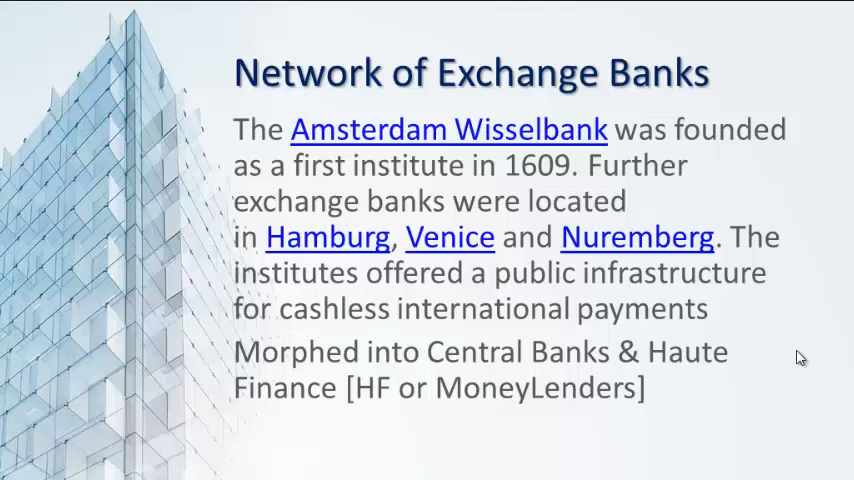 Network of Exchange Banks
The Amsterdam Wisselbank was founded
as a first institute in 1609. Further
exchange banks were located
in Hamburg, Venice and Nuremberg. The
institutes offered a public infrastructure
for cashless international payments
Morphed into Central Banks & Haute
Finance [HF or MoneyLenders]